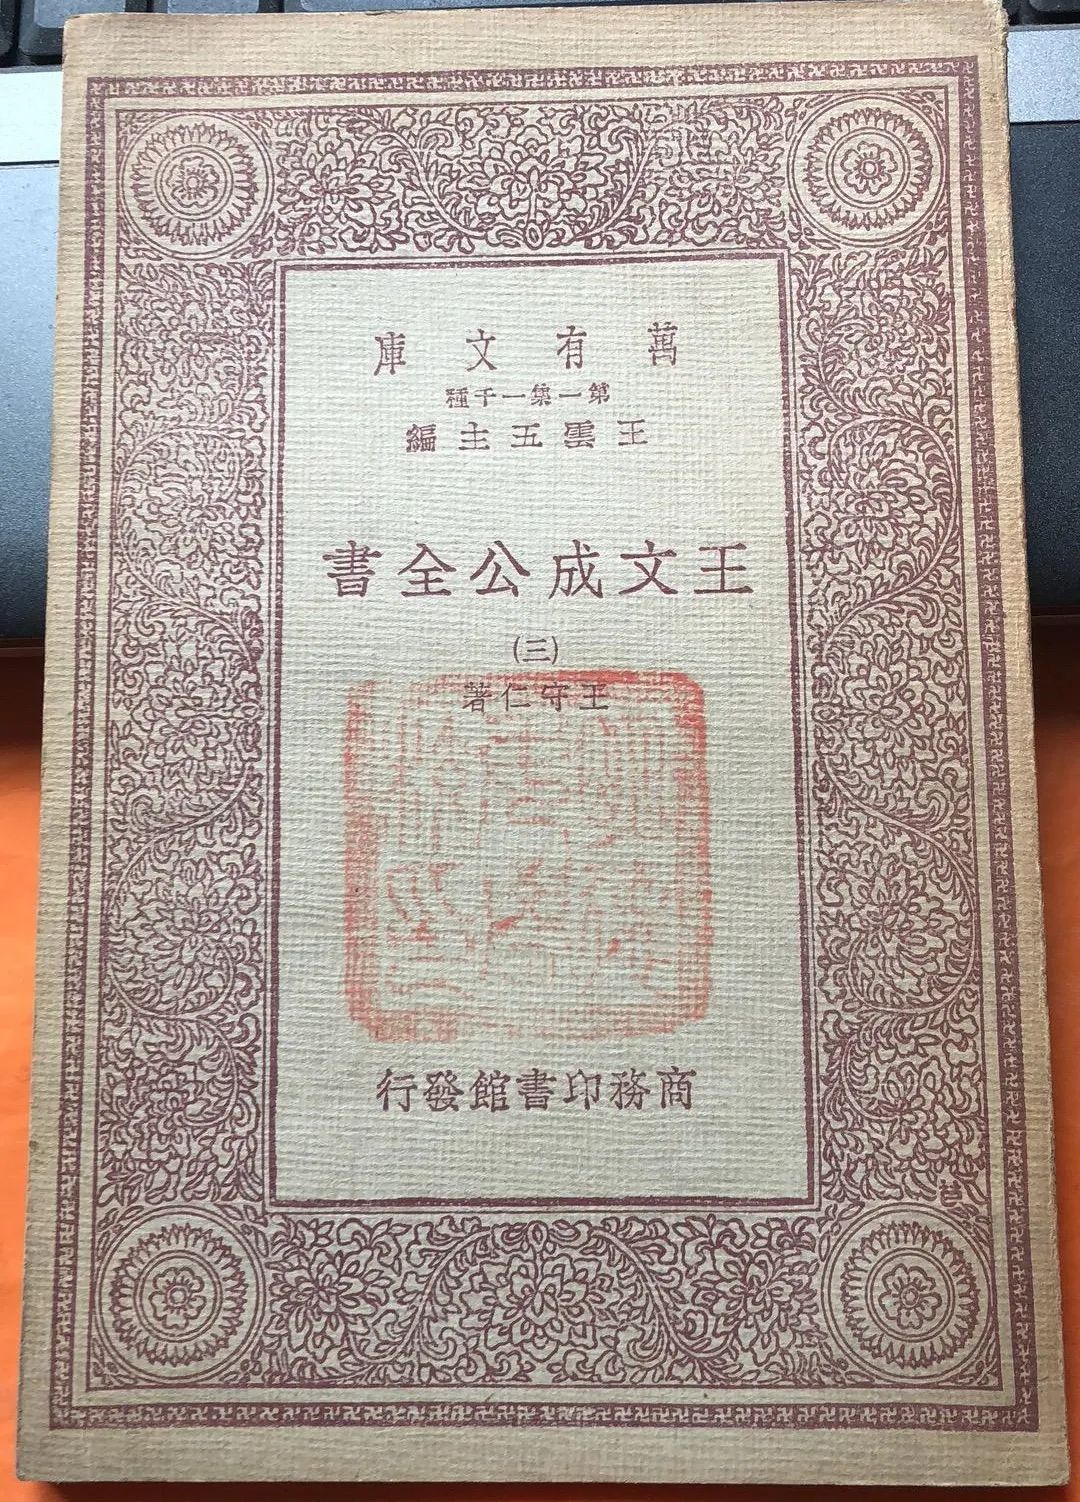 萬有文庫
第一集一千種
王雲五主編
王文成公全書
(三)
王守仁著
商務印書館發行